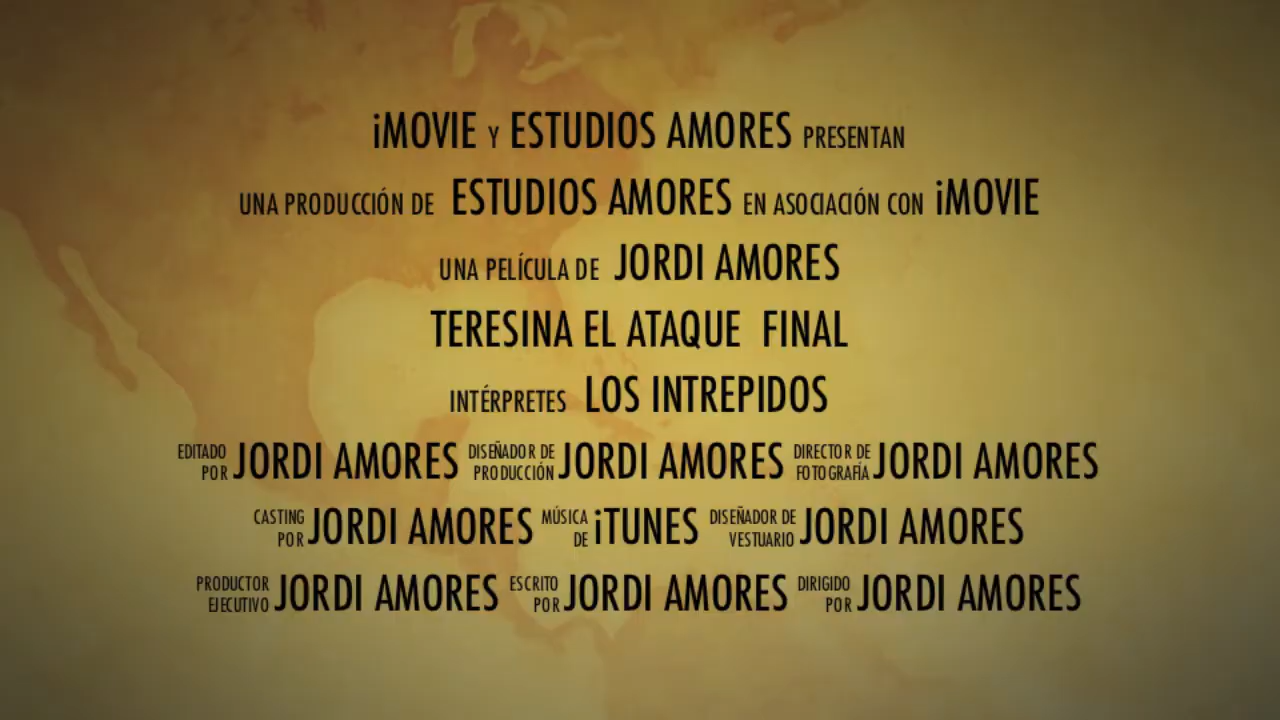 iMOVIE Y ESTUDIOS AMORES PRESENTAN
UNA PRODUCCIÓN DE ESTUDIOS AMORES EN ASOCIACIÓN CON iMOVIE
UNA PELÍCULA DE JORDI AMORES
TERESINA EL ATAQUE FINAL
INTÉRPRETES LOS INTREPIDOS
EDITADO POR JORDI AMORES DISEÑADOR DE PRODUCCIÓN JORDI AMORES DIRECTOR DE FOTOGRAFÍA JORDI AMORES
CASTING POR JORDI AMORES MÚSICA DE iTUNES DISEÑADOR DE VESTUARIO JORDI AMORES
PRODUCTOR EJECUTIVO JORDI AMORES ESCRITO POR JORDI AMORES DIRIGIDO POR JORDI AMORES